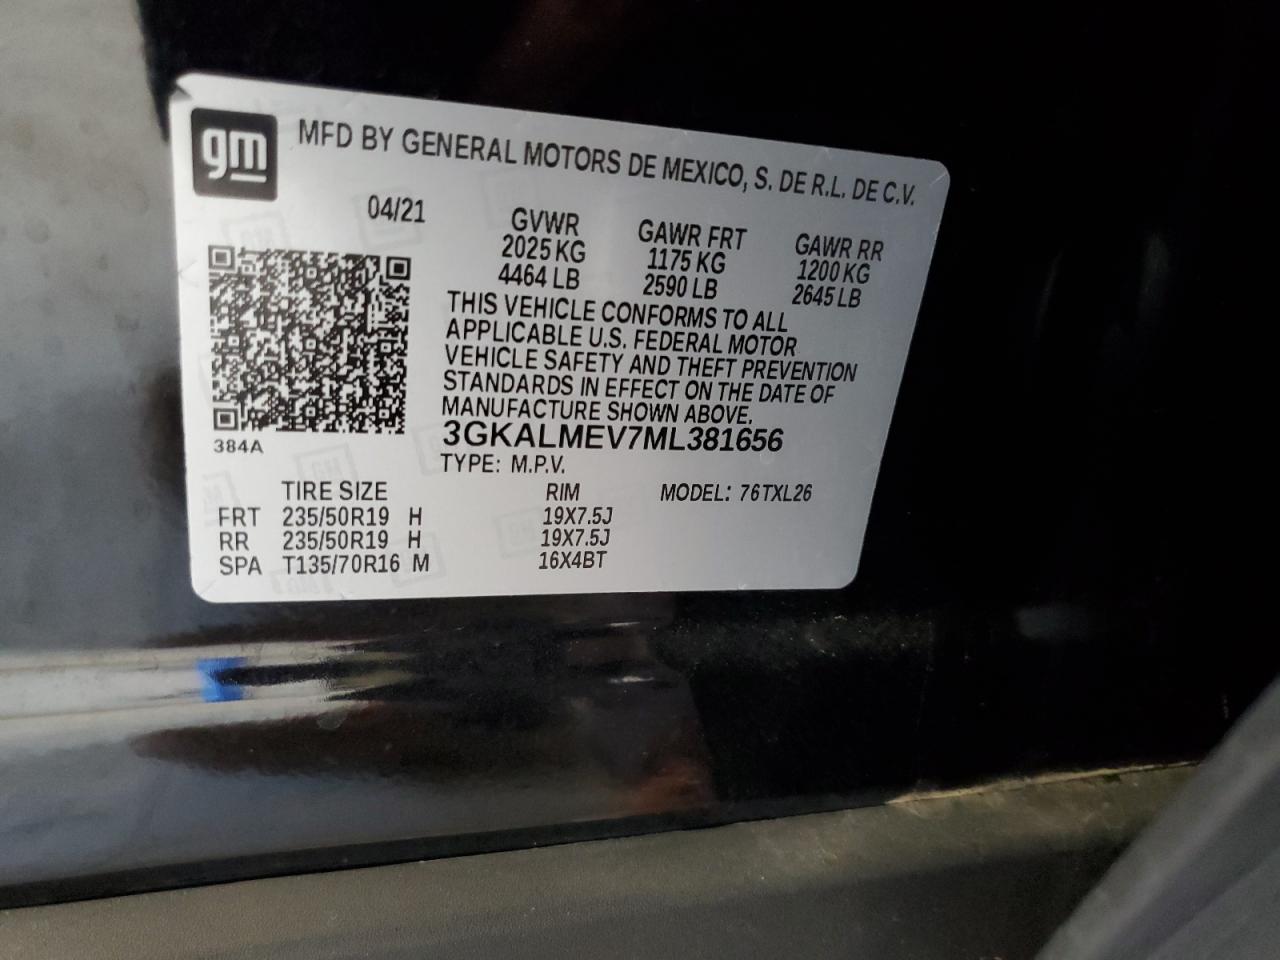 gm
MFD BY GENERAL MOTORS DE MEXICO, S. DE R.L. DE C.V.
04/21
GVWR
2025 KG
4464 LB
GAWR FRT
1175 KG
2590 LB
GAWR RR
1200 KG
2645 LB
THIS VEHICLE CONFORMS TO ALL
APPLICABLE U.S. FEDERAL MOTOR
VEHICLE SAFETY AND THEFT PREVENTION
STANDARDS IN EFFECT ON THE DATE OF
MANUFACTURE SHOWN ABOVE.
384A
3GKALMEV7ML381656
TYPE: M.P.V.
TIRE SIZE RIM MODEL: 76TXL26
FRT 235/50R19 H 19X7.5J
RR 235/50R19 H 19X7.5J
SPA T135/70R16 M 16X4BT